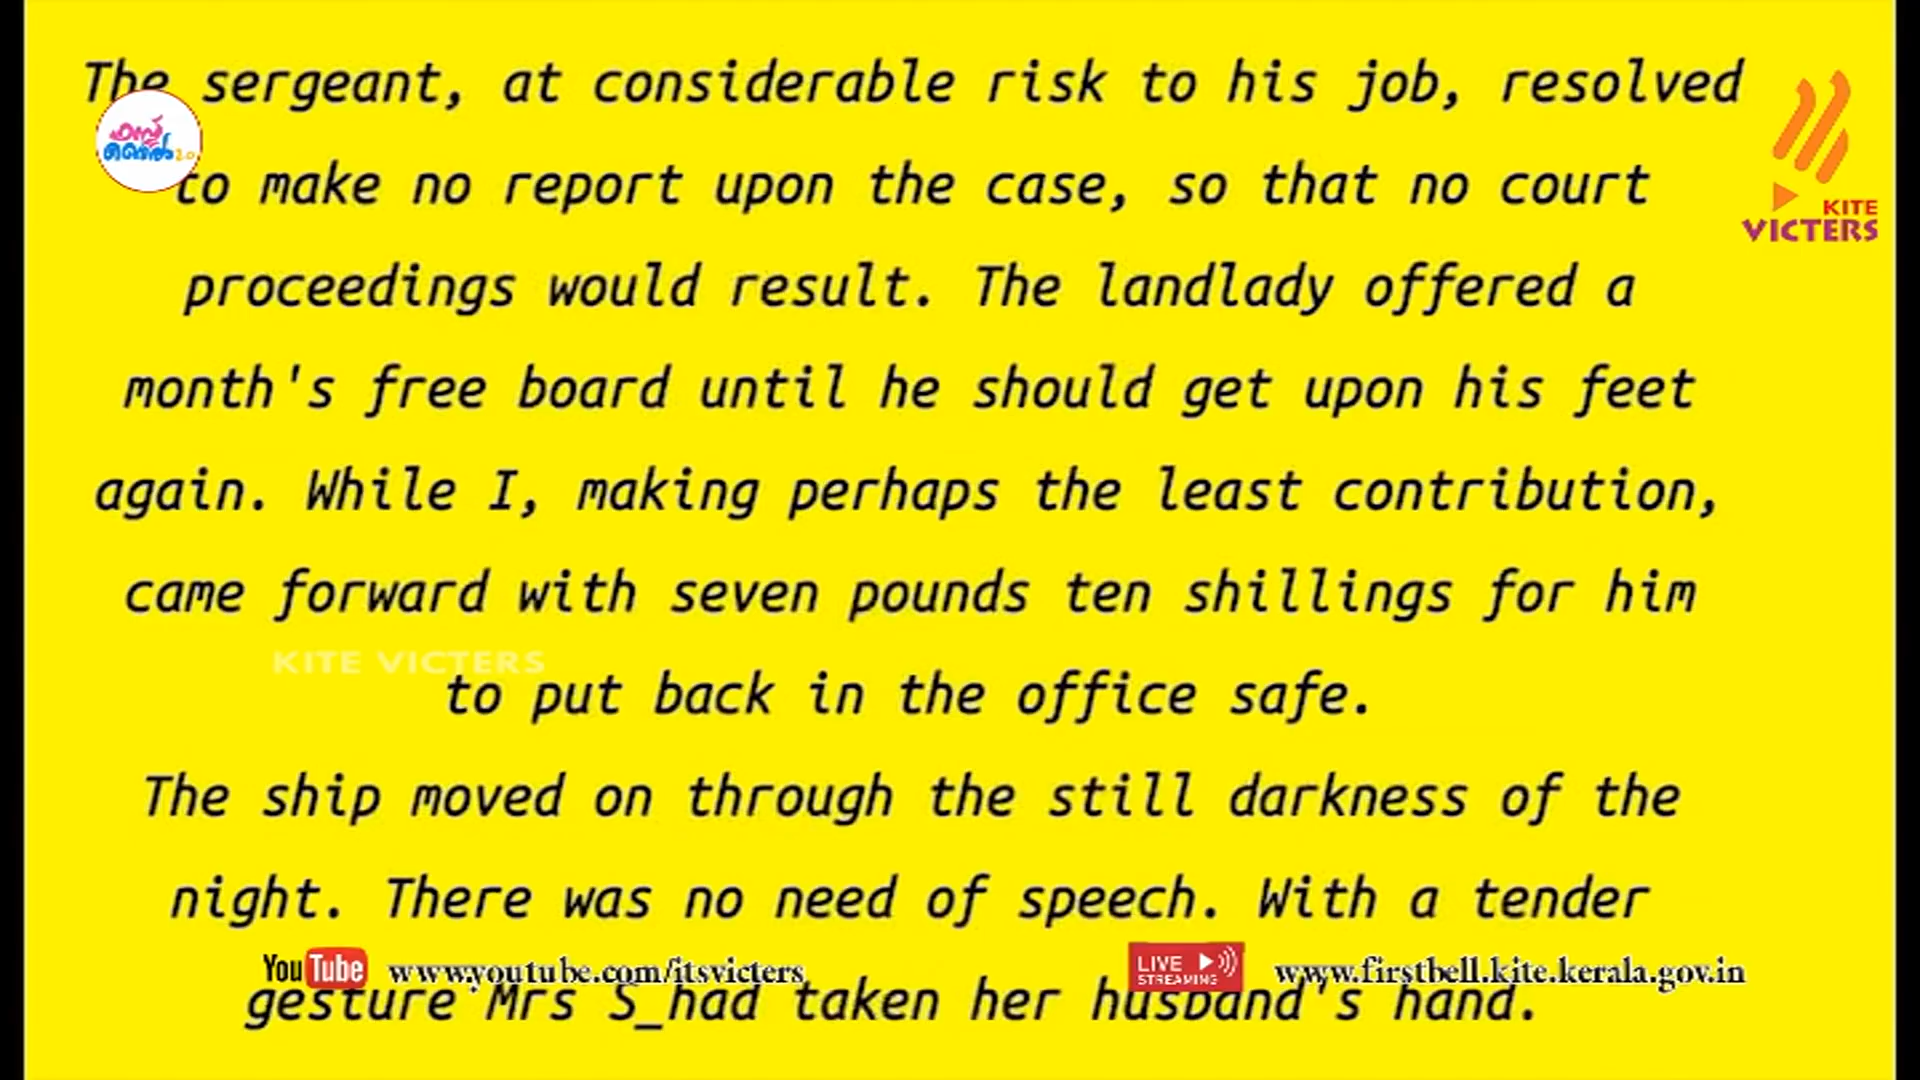 The sergeant, at considerable risk to his job, resolved
to make no report upon the case, so that no court
proceedings would result. The landlady offered a
month's free board until he should get upon his feet
again. While I, making perhaps the least contribution,
came forward with seven pounds ten shillings for him
to put back in the office safe.
The ship moved on through the still darkness of the
night. There was no need of speech. With a tender
gesture Mrs S_had taken her husband's hand.
ഫസ്റ്റ്
ബെൽ 2.0
KITE
VICTERS
KITE VICTERS
YouTube www.youtube.com/itsvicters
LIVE STREAMING www.firstbell.kite.kerala.gov.in